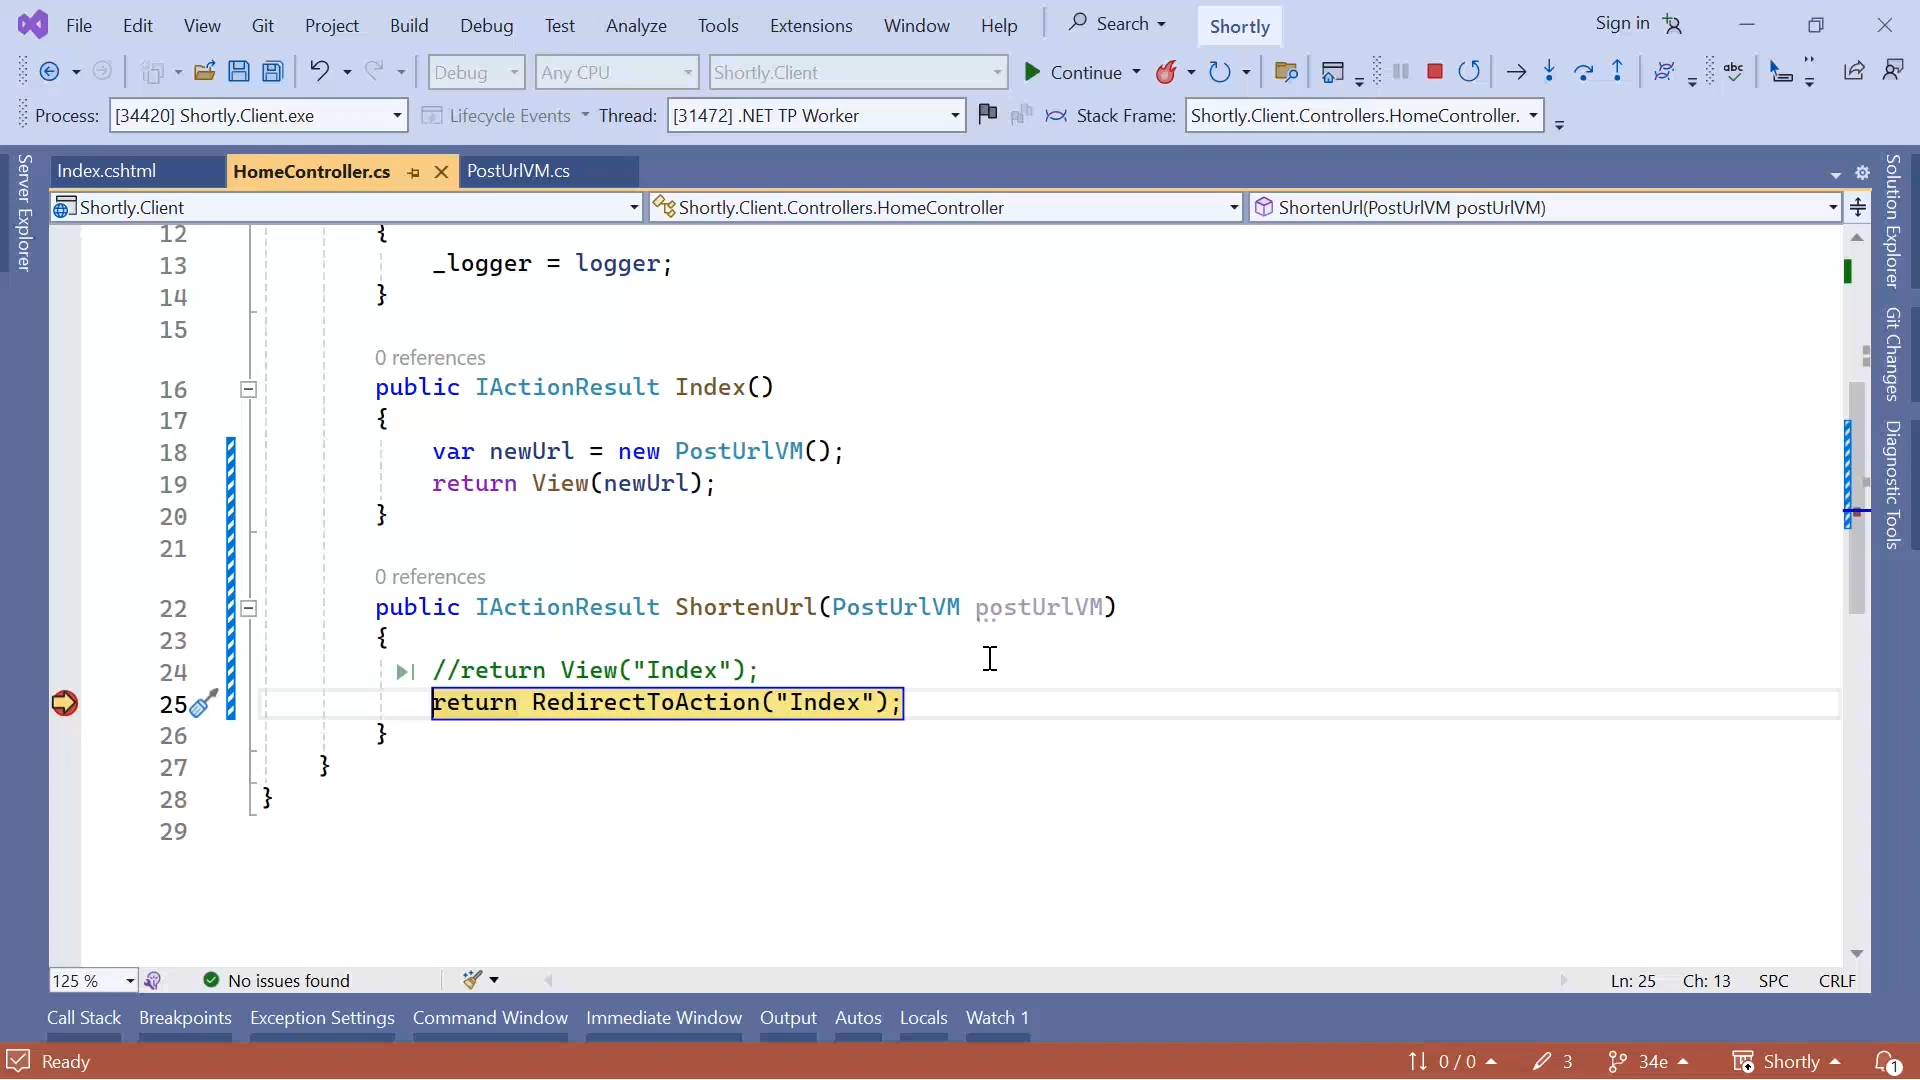 File Edit View Git Project Build Debug Test Analyze Tools Extensions Window Help Search Shortly Sign in
Debug Any CPU Shortly.Client Continue abc
Process: [34420] Shortly.Client.exe Lifecycle Events Thread: [31472] .NET TP Worker Stack Frame: Shortly.Client.Controllers.HomeController.
Server Explorer
Index.cshtml HomeController.cs PostUrlVM.cs
Shortly.Client Shortly.Client.Controllers.HomeController ShortenUrl(PostUrlVM postUrlVM)
12 {
13 _logger = logger;
14 }
15
0 references
16 public IActionResult Index()
17 {
18 var newUrl = new PostUrlVM();
19 return View(newUrl);
20 }
21
0 references
22 public IActionResult ShortenUrl(PostUrlVM postUrlVM)
23 {
24 //return View("Index");
25 return RedirectToAction("Index");
26 }
27 }
28 }
29
Solution Explorer
Git Changes
Diagnostic Tools
125 % No issues found Ln: 25 Ch: 13 SPC CRLF
Call Stack Breakpoints Exception Settings Command Window Immediate Window Output Autos Locals Watch 1
Ready 0 / 0 3 34e Shortly 1